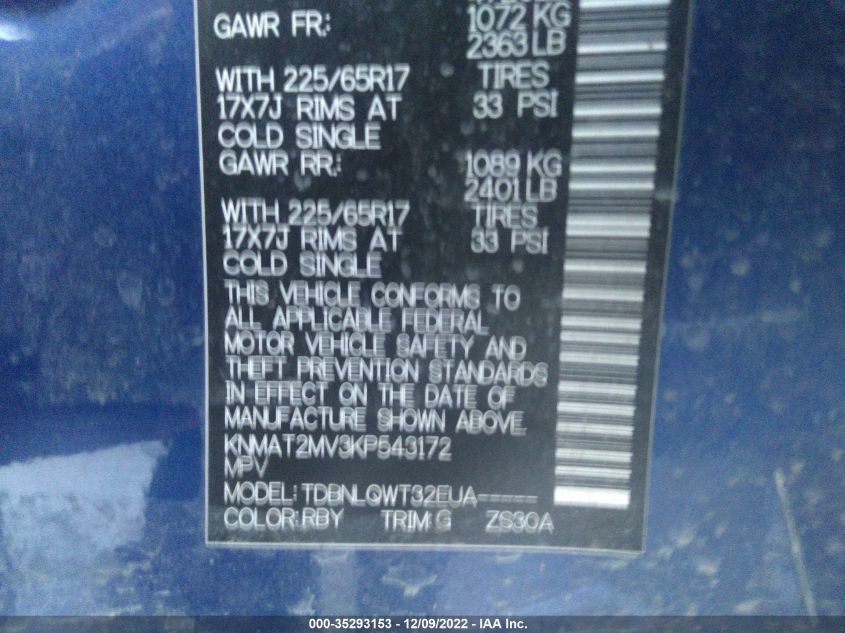 GAWR FR: 1072 KG
2363 LB
WITH 225/65R17 TIRES
17X7J RIMS AT 33 PSI
COLD SINGLE
GAWR RR: 1089 KG
2401 LB
WITH 225/65R17 TIRES
17X7J RIMS AT 33 PSI
COLD SINGLE
THIS VEHICLE CONFORMS TO
ALL APPLICABLE FEDERAL
MOTOR VEHICLE SAFETY AND
THEFT PREVENTION STANDARDS
IN EFFECT ON THE DATE OF
MANUFACTURE SHOWN ABOVE.
KNMAT2MV3KP543172
MPV
MODEL: TDBNLQWT32EUA-----
COLOR: RBY TRIM: G ZS30A
000-35293153 - 12/09/2022 - IAA Inc.